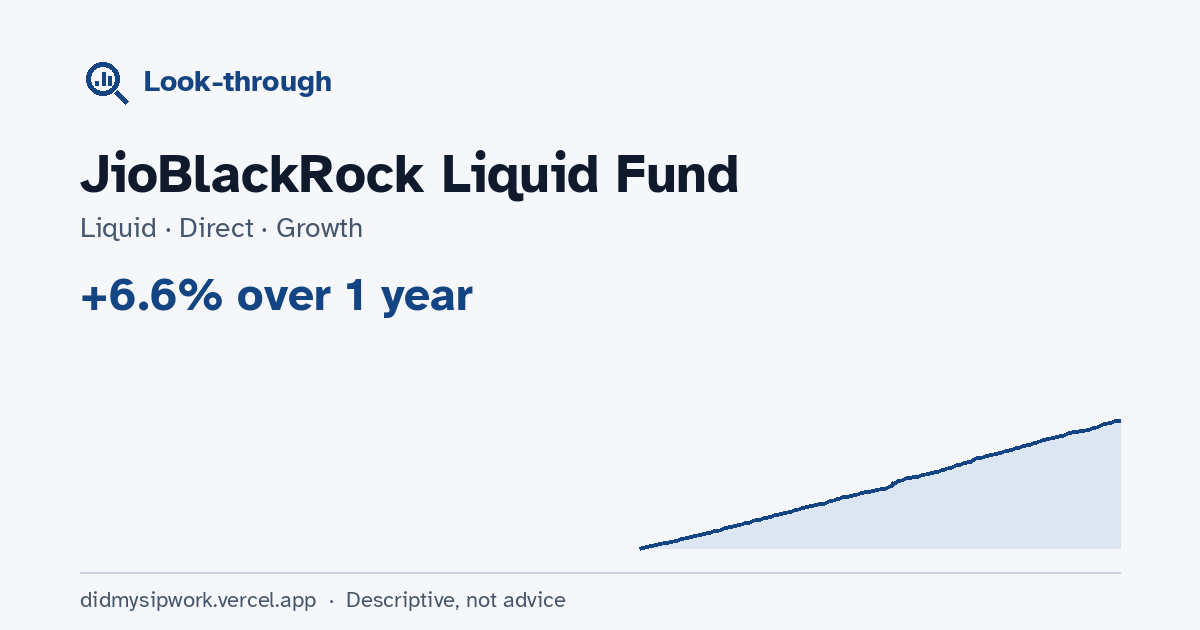 Look-through
JioBlackRock Liquid Fund
Liquid · Direct · Growth
+6.6% over 1 year
didmysipwork.vercel.app · Descriptive, not advice